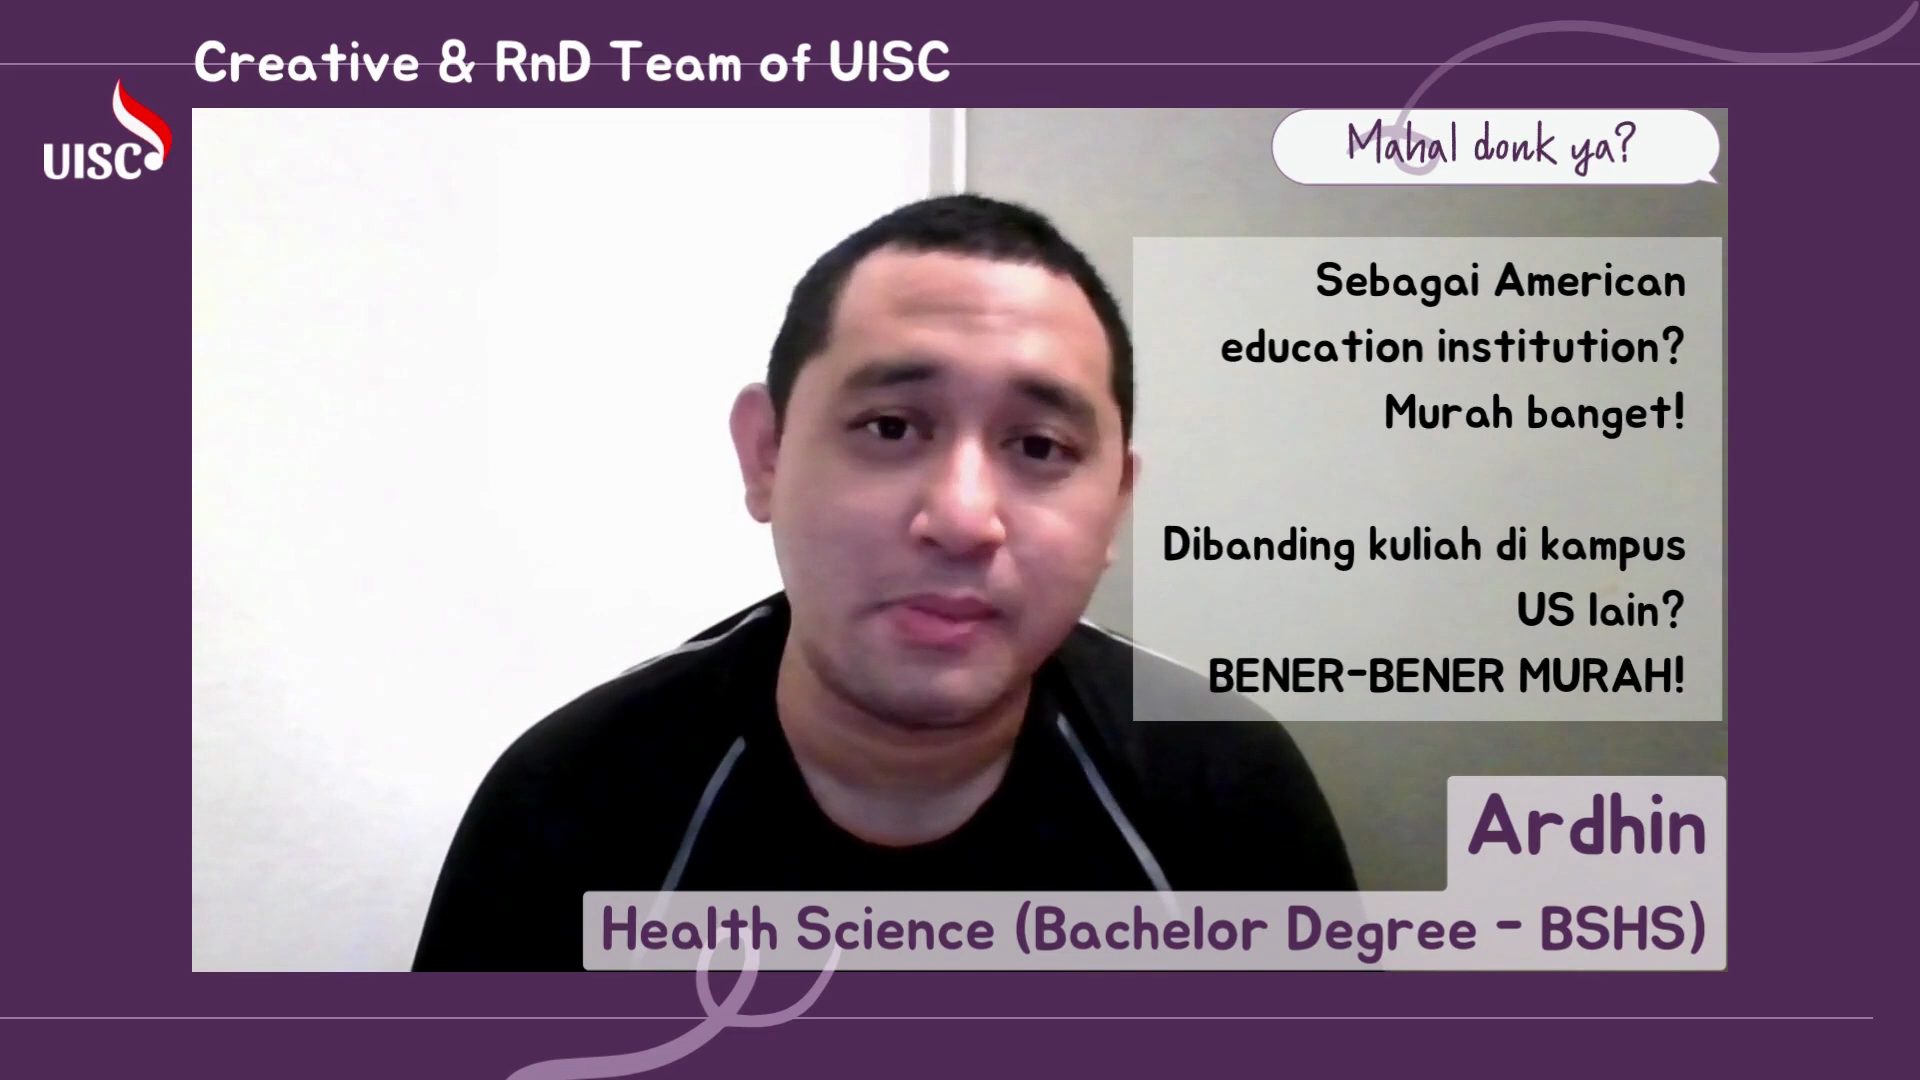 Creative & RnD Team of UISC
UISC
Mahal donk ya?
Sebagai American
education institution?
Murah banget!
Dibanding kuliah di kampus
US lain?
BENER-BENER MURAH!
Ardhin
Health Science (Bachelor Degree - BSHS)